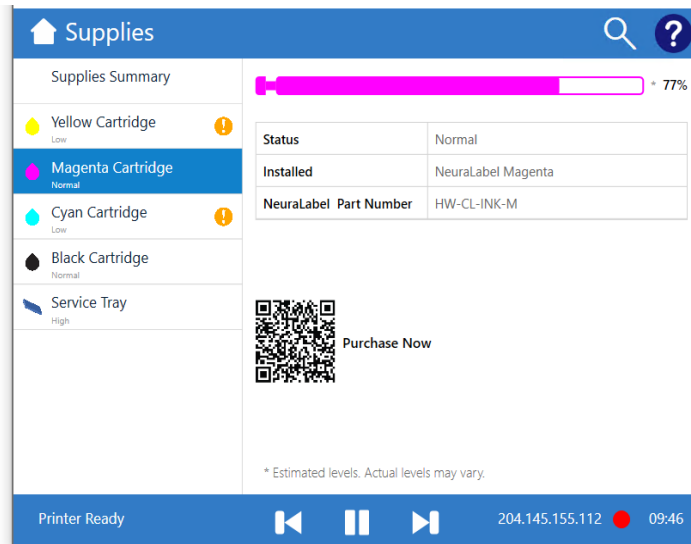 Supplies
?
Supplies Summary
Yellow Cartridge
Low
!
Magenta Cartridge
Normal
Cyan Cartridge
Low
!
Black Cartridge
Normal
Service Tray
High
* 77%
Status Normal
Installed NeuraLabel Magenta
NeuraLabel Part Number HW-CL-INK-M
Purchase Now
* Estimated levels. Actual levels may vary.
Printer Ready
204.145.155.112
09:46